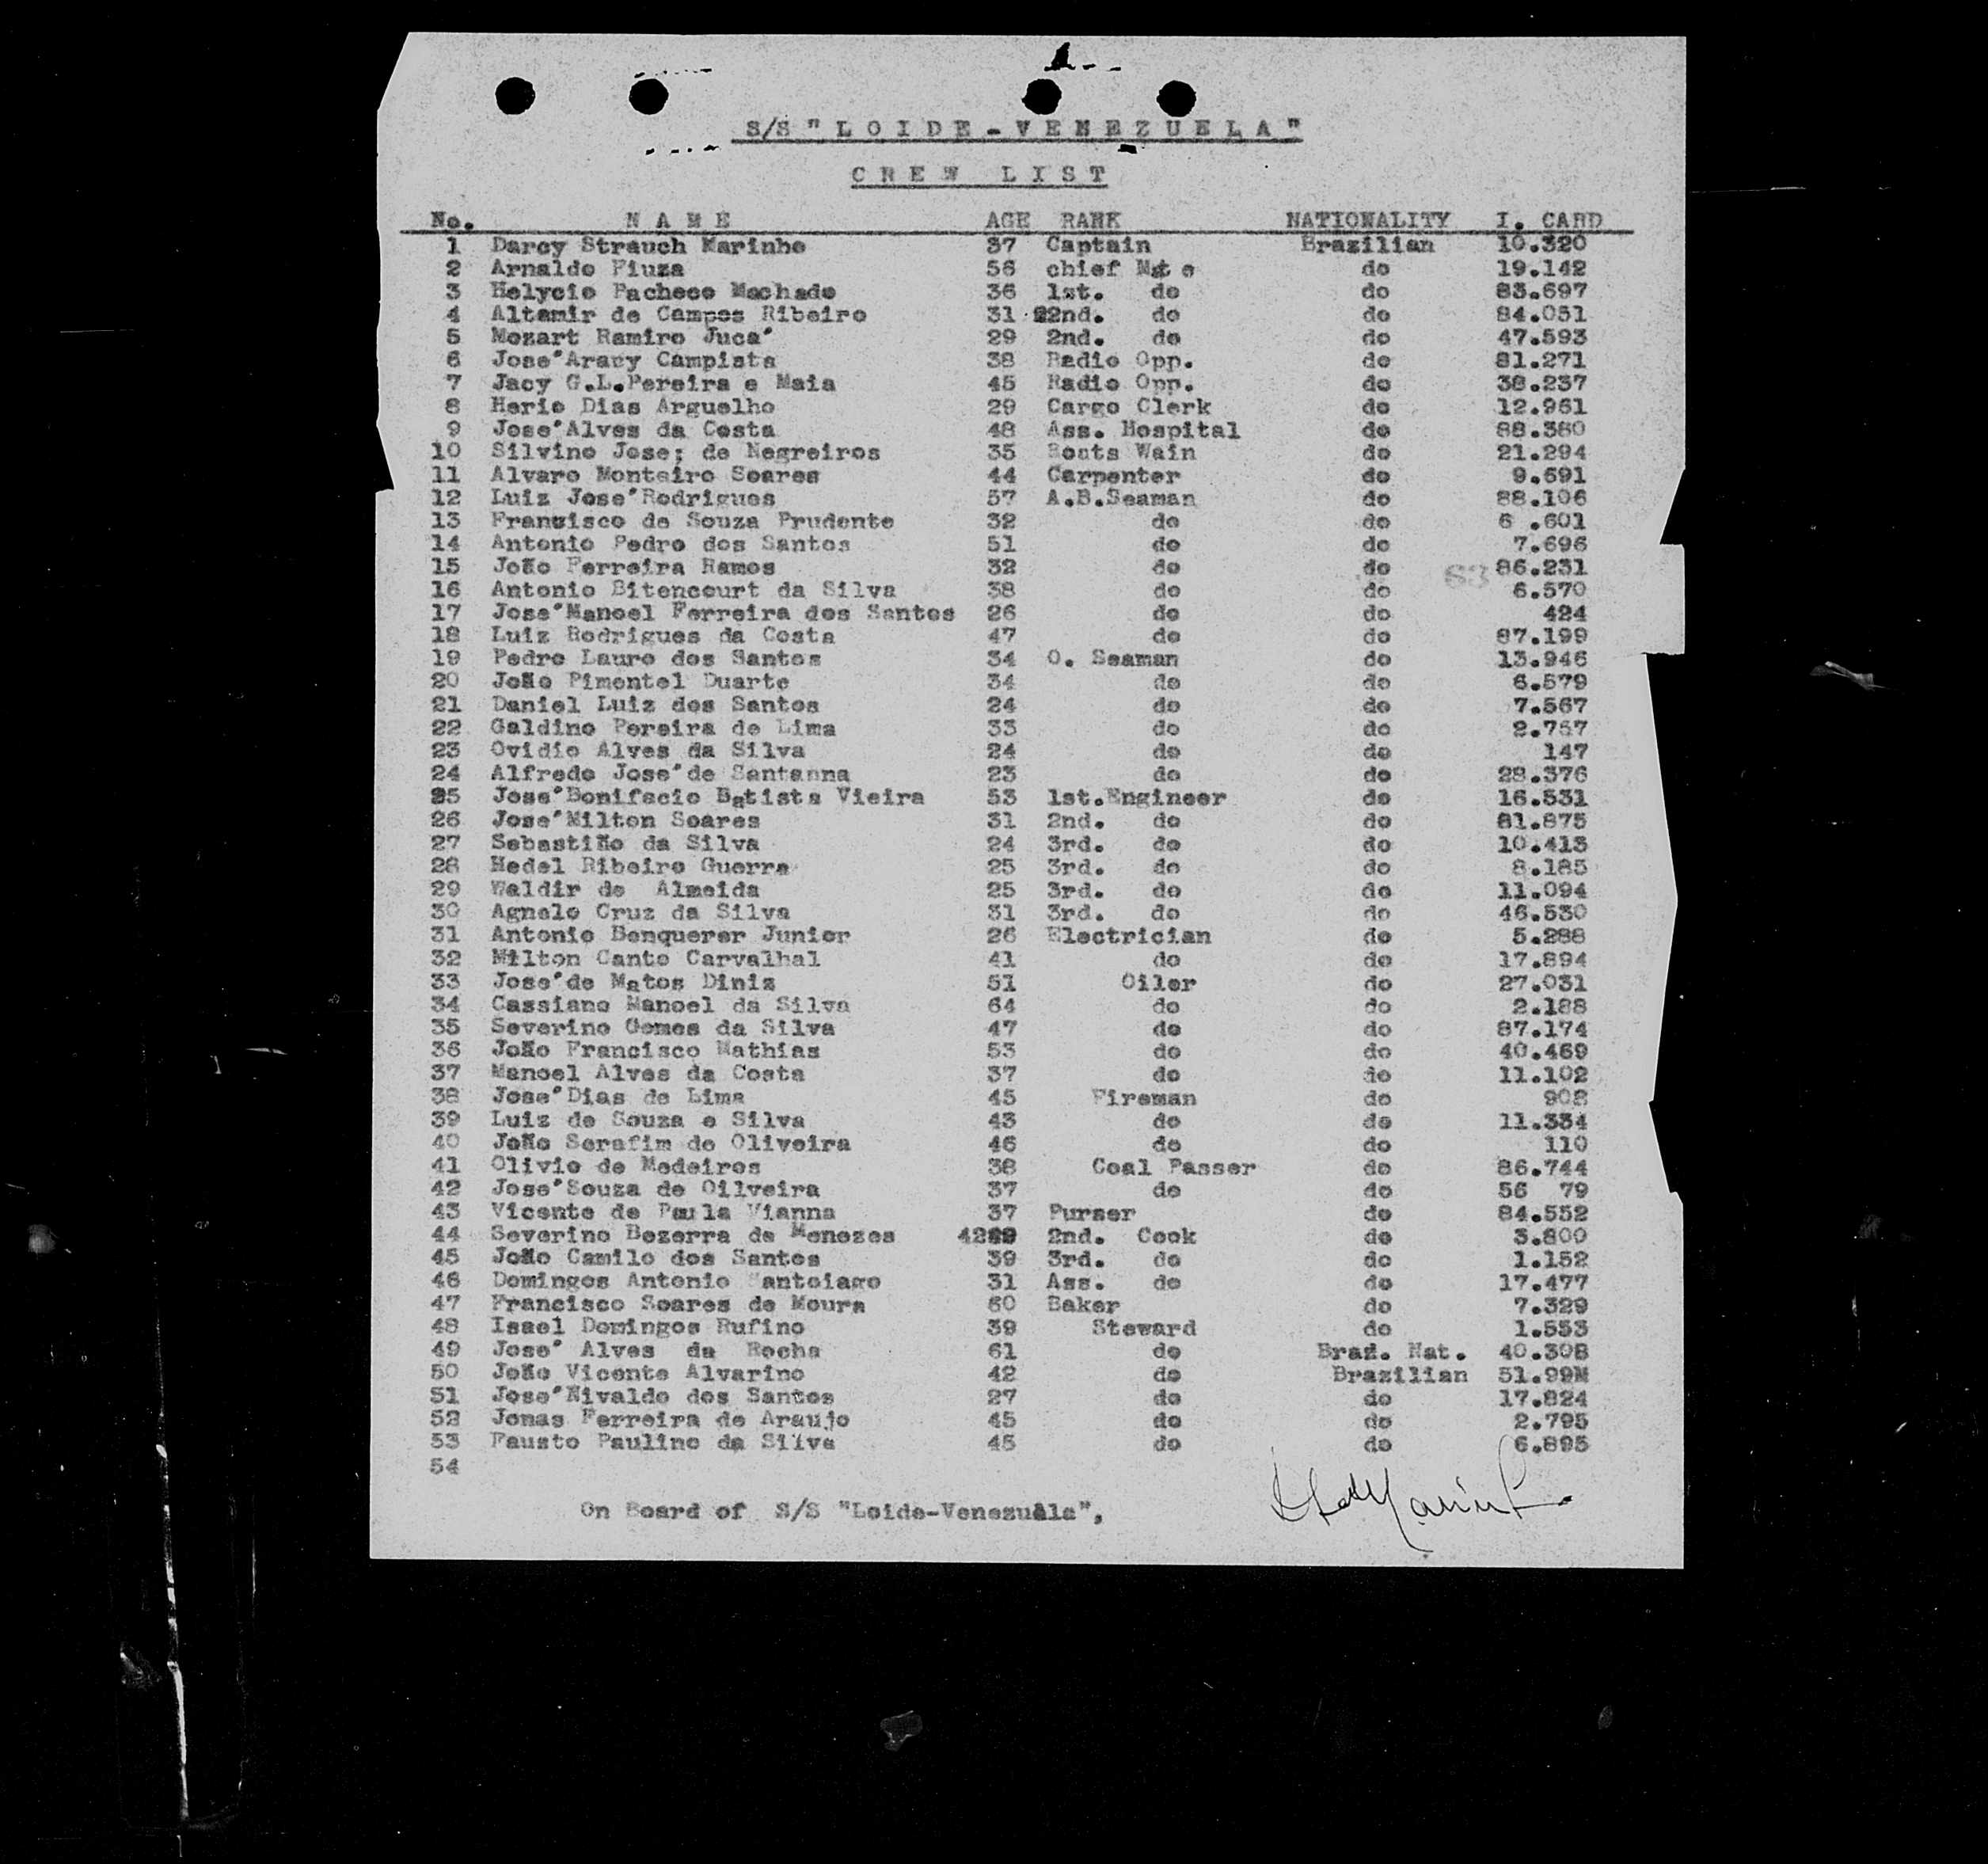 S/S "LOIDE-VENEZUELA"
CREW LIST
No. NAME AGE RANK NATIONALITY I. CARD
1 Darcy Strauch Marinho 37 Captain Brazilian 10.320
2 Arnaldo Fiuza 56 chief Mate do 19.142
3 Helycio Pacheco Machado 36 1st. do do 83.697
4 Altamir de Campos Ribeiro 31 22nd. do do 84.051
5 Mozart Ramiro Juca' 29 2nd. do do 47.593
6 Jose'Aracy Campista 38 Radio Opp. do 81.271
7 Jacy G.L.Pereira e Maia 45 Radio Opp. do 38.237
8 Herio Dias Arguelho 29 Cargo Clerk do 12.961
9 Jose'Alves da Costa 48 Ass. Hospital do 88.360
10 Silvino Jose; de Negreiros 35 Boats Wain do 21.294
11 Alvaro Monteiro Soares 44 Carpenter do 9.691
12 Luiz Jose'Rodrigues 57 A.B.Seaman do 88.106
13 Francisco de Souza Prudente 32 do do 6 .601
14 Antonio Pedro dos Santos 51 do do 7.696
15 João Ferreira Ramos 32 do do 86.231
63
16 Antonio Bitencourt da Silva 38 do do 6.570
17 Jose'Manoel Ferreira dos Santos 26 do do 424
18 Luiz Rodrigues da Costa 47 do do 87.199
19 Pedro Lauro dos Santos 34 O. Seaman do 13.946
20 João Pimentel Duarte 34 do do 6.579
21 Daniel Luiz dos Santos 24 do do 7.567
22 Galdino Pereira de Lima 33 do do 2.757
23 Ovidio Alves da Silva 24 do do 147
24 Alfredo Jose'de Santanna 23 do do 28.376
25 Jose'Bonifacio Batista Vieira 53 1st.Engineer do 16.531
26 Jose'Milton Soares 31 2nd. do do 81.875
27 Sebastião da Silva 24 3rd. do do 10.413
28 Hedel Ribeiro Guerra 25 3rd. do do 8.185
29 Waldir de Almeida 25 3rd. do do 11.094
30 Agnelo Cruz da Silva 31 3rd. do do 46.530
31 Antonio Benquerer Junior 26 Electrician do 5.288
32 Milton Canto Carvalhal 41 do do 17.894
33 Jose'de Matos Diniz 51 Oiler do 27.031
34 Cassiano Manoel da Silva 64 do do 2.188
35 Severino Gomes da Silva 47 do do 87.174
36 João Francisco Mathias 53 do do 40.469
37 Manoel Alves da Costa 37 do do 11.102
38 Jose'Dias de Lima 45 Fireman do 908
39 Luiz de Souza e Silva 43 do do 11.334
40 João Serafim de Oliveira 46 do do 110
41 Olivio de Medeiros 38 Coal Passer do 86.744
42 Jose'Souza de Oilveira 37 do do 56 79
43 Vicente de Paula Vianna 37 Purser do 84.552
44 Severino Bezerra de Menezes 2nd. Cook do 3.800
45 João Camilo dos Santos 39 3rd. do do 1.152
46 Domingos Antonio Santoiago 31 Ass. do do 17.477
47 Francisco Soares de Moura 60 Baker do 7.329
48 Isael Domingos Rufino 39 Steward do 1.553
49 Jose' Alves da Rocha 61 do Braz. Nat. 40.308
50 João Vicente Alvarino 42 do Brazilian 51.99M
51 Jose'Nivaldo dos Santos 27 do do 17.824
52 Jonas Ferreira de Araujo 45 do do 2.795
53 Fausto Paulino da Silva 45 do do 6.895
54
On Board of S/S "Loide-Venezuéla",